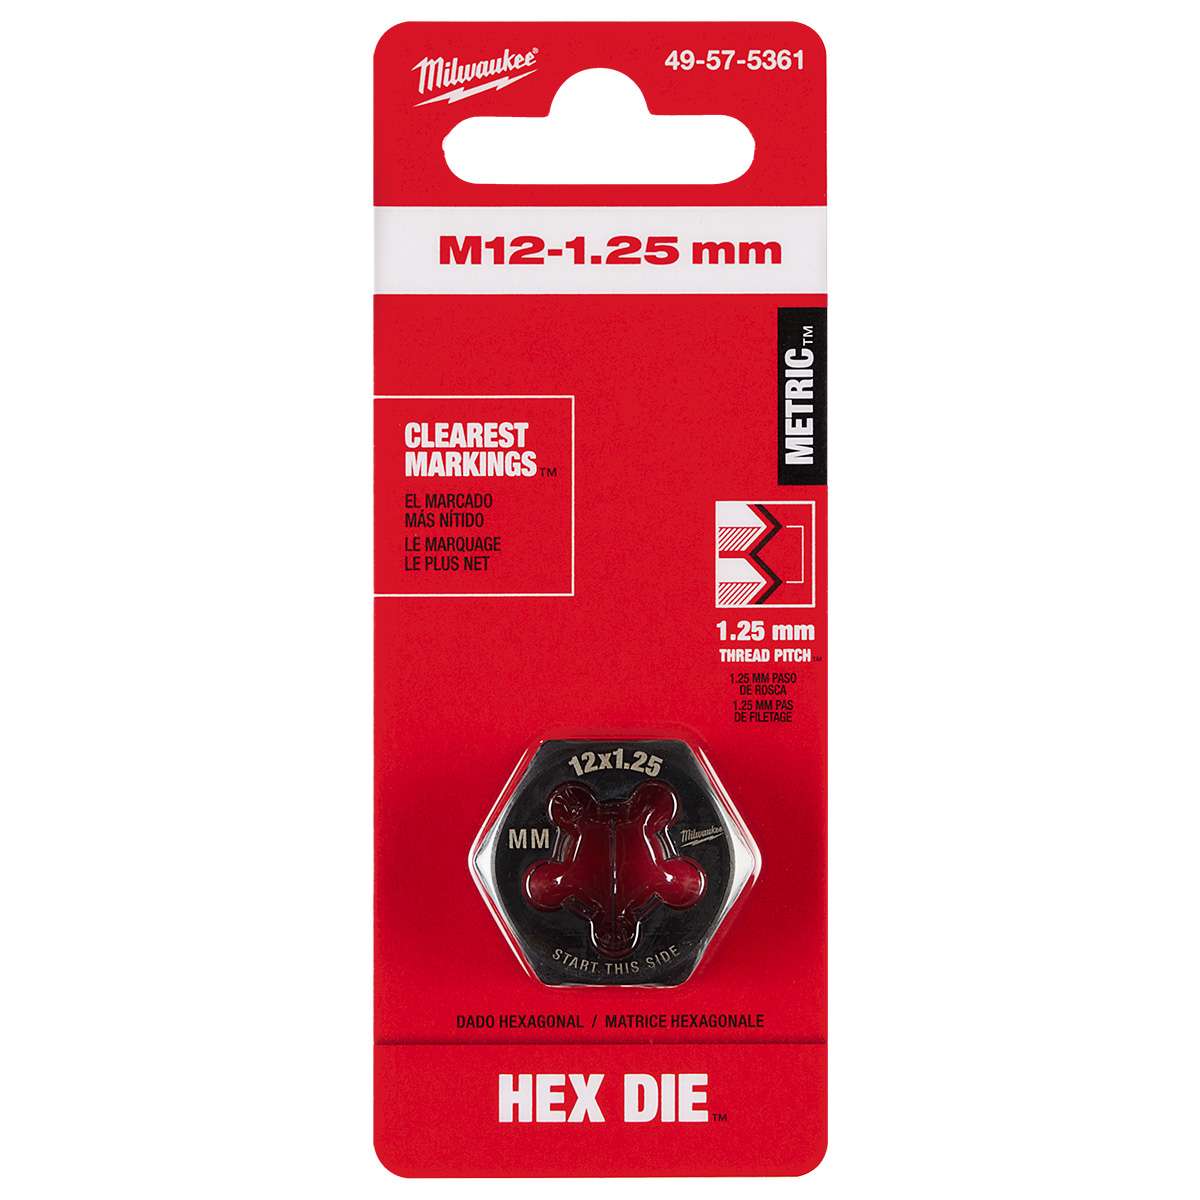 Milwaukee®
49-57-5361
M12-1.25 mm
METRIC™
CLEAREST
MARKINGS™
EL MARCADO
MÁS NÍTIDO
LE MARQUAGE
LE PLUS NET
1.25 mm
THREAD PITCH™
1.25 MM PASO
DE ROSCA
1.25 MM PAS
DE FILETAGE
12x1.25
MM
Milwaukee
START THIS SIDE
DADO HEXAGONAL / MATRICE HEXAGONALE
HEX DIE™